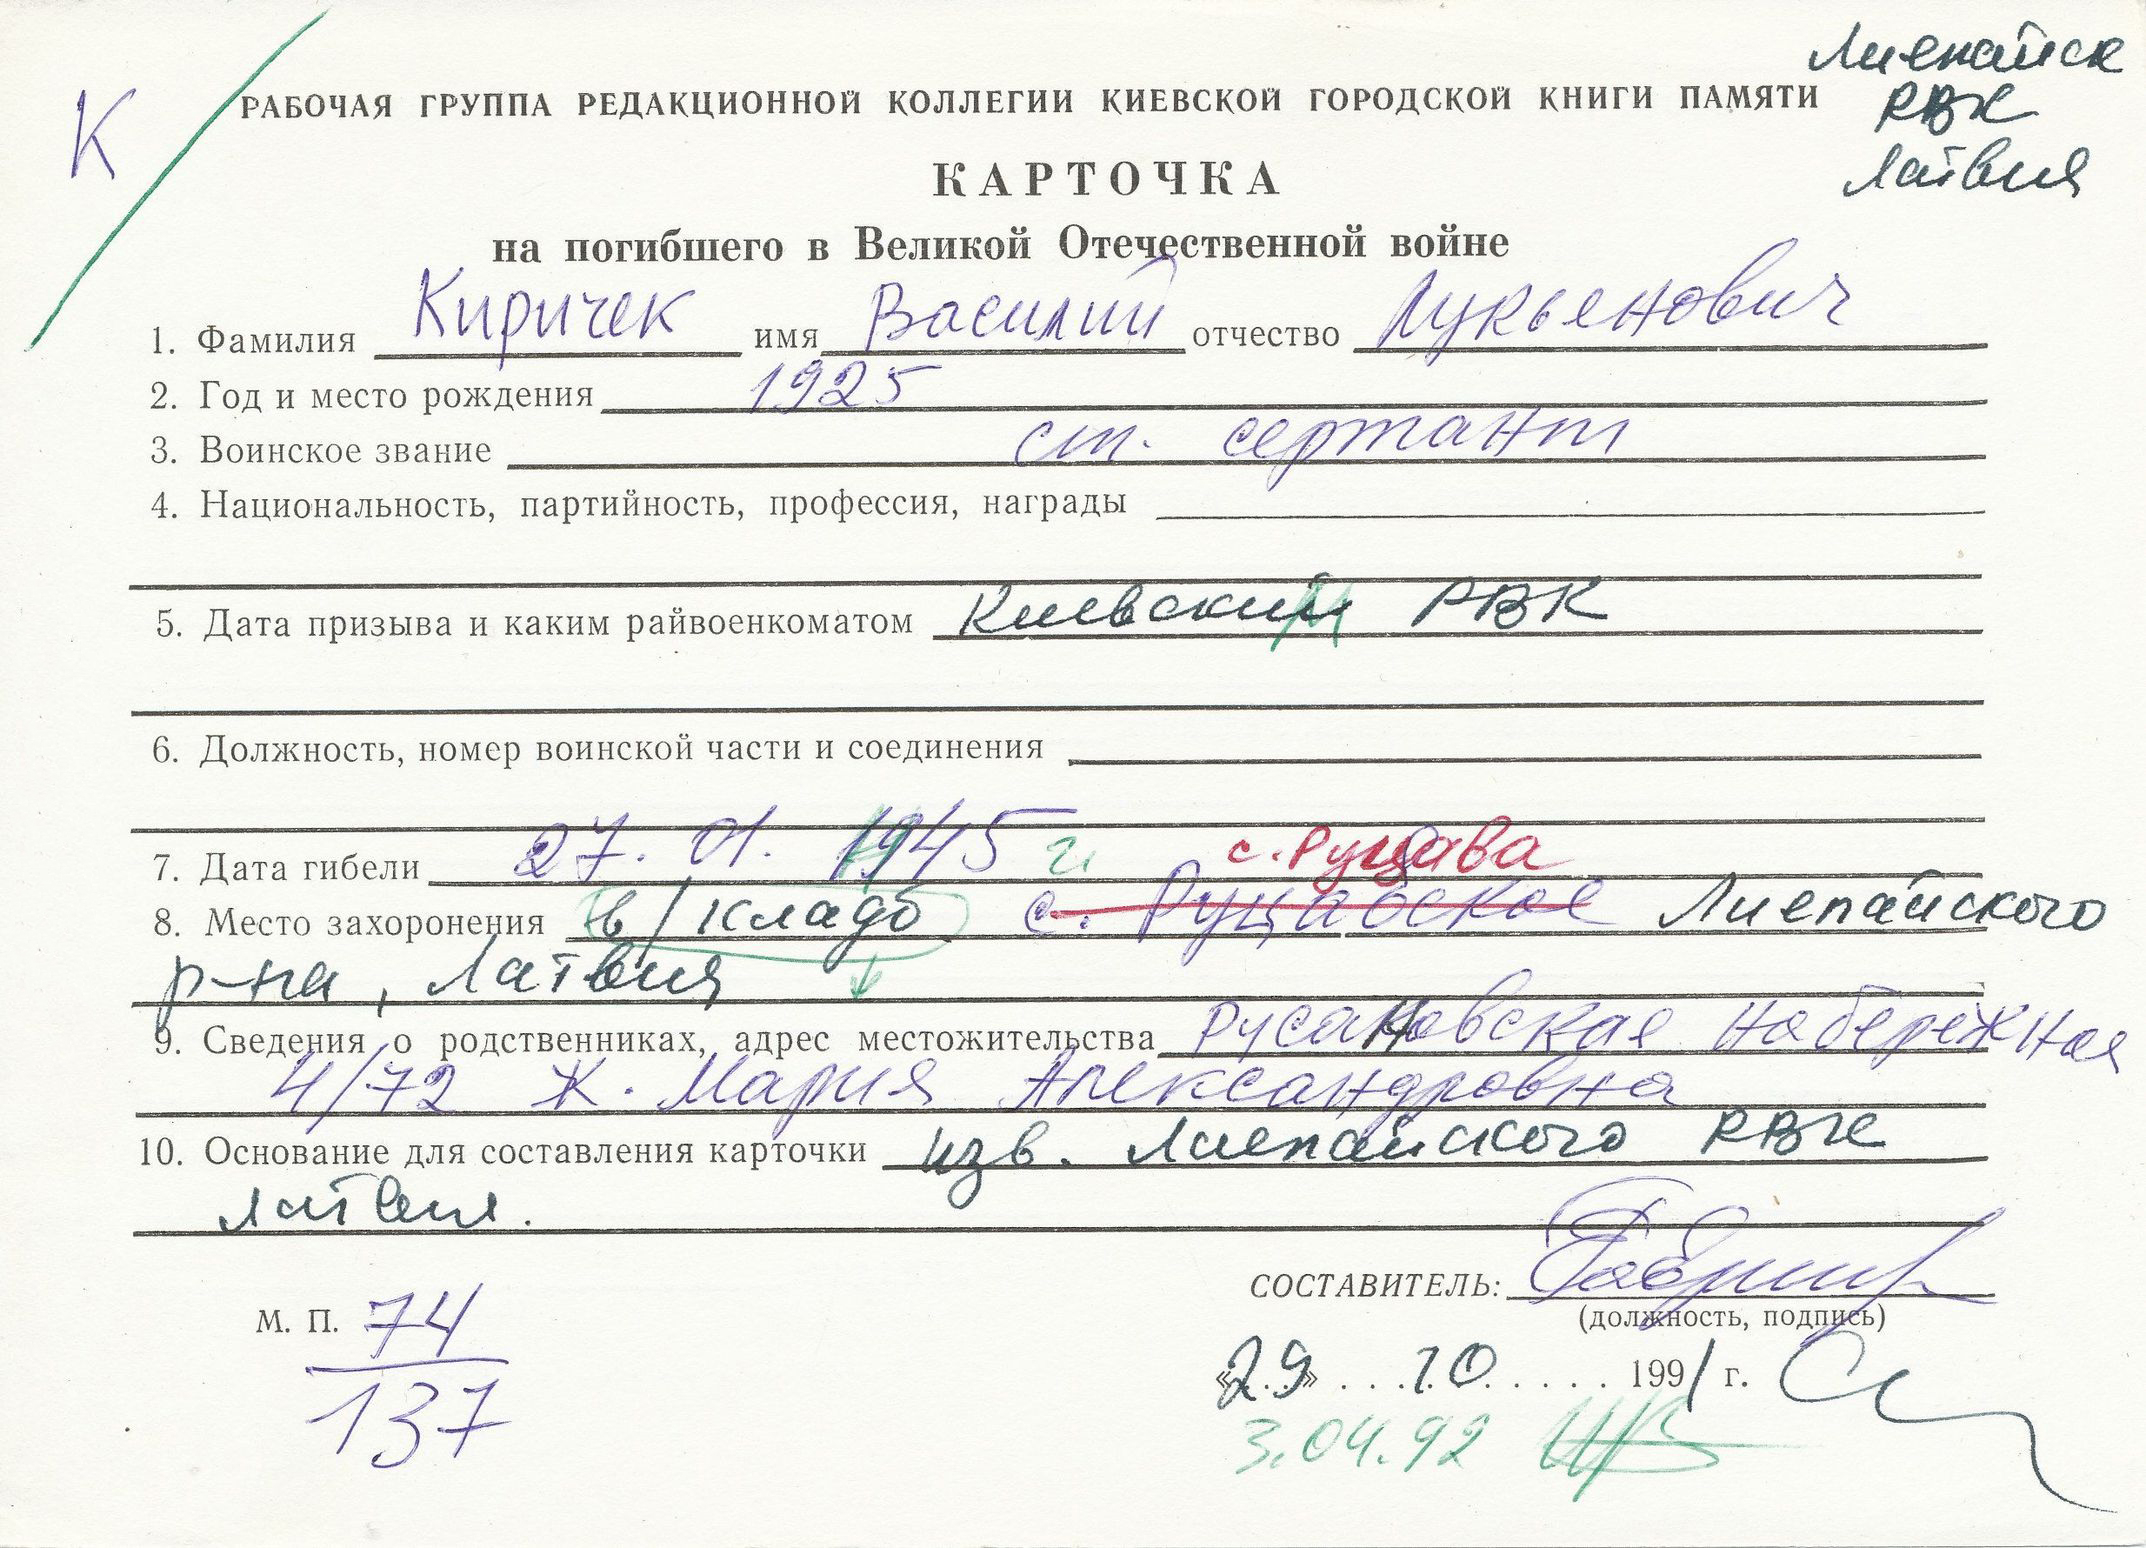 Лиепайск
РВК
Латвия
К
РАБОЧАЯ ГРУППА РЕДАКЦИОННОЙ КОЛЛЕГИИ КИЕВСКОЙ ГОРОДСКОЙ КНИГИ ПАМЯТИ
КАРТОЧКА
на погибшего в Великой Отечественной войне
1. Фамилия Киричек имя Василий отчество Лукьенович
2. Год и место рождения 1925
3. Воинское звание ст. сержант
4. Национальность, партийность, профессия, награды
5. Дата призыва и каким райвоенкоматом Киевским РВК
6. Должность, номер воинской части и соединения
7. Дата гибели 27. 01. 1945 г. с. Руцава
8. Место захоронения в/кладб с. Руцавское Лиепайского
р-на, Латвия
9. Сведения о родственниках, адрес местожительства Русановская набережная
4/72 ж. Мария Александровна
10. Основание для составления карточки изв. Лиепайского РВК
Латвия.
СОСТАВИТЕЛЬ:
(должность, подпись)
М. П. 74
137
«29» 10 1991 г.
3.04.92